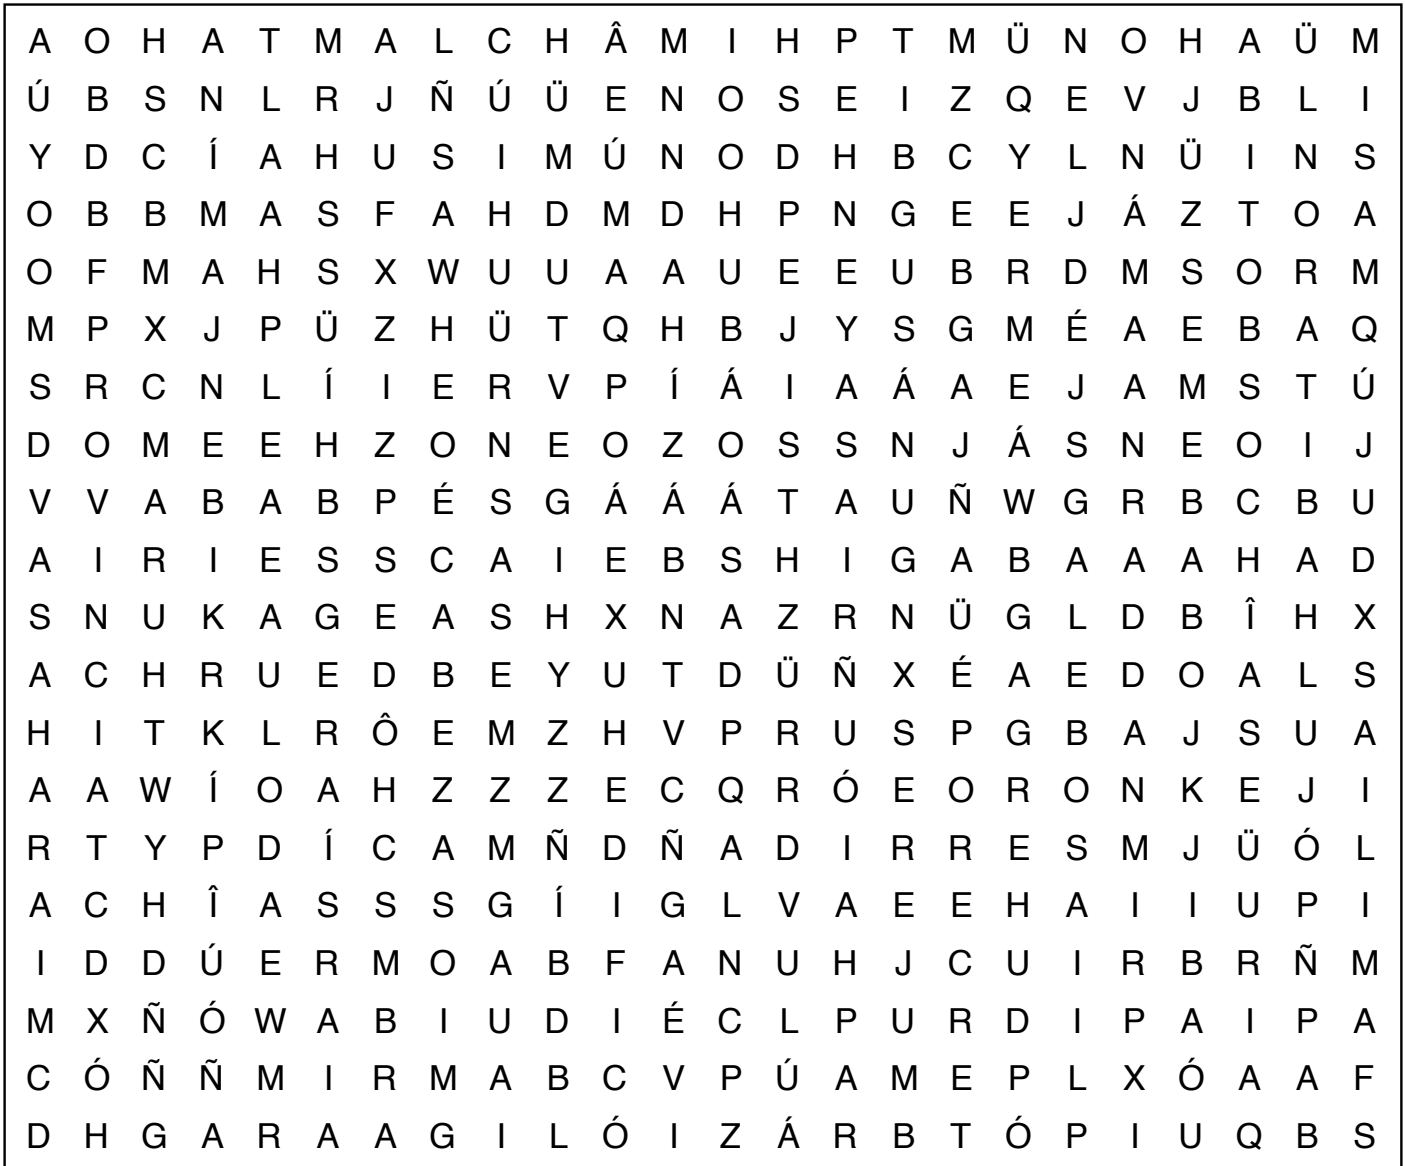 A O H A T M A L C H Â M I H P T M Ü N O H A Ü M
Ú B S N L R J Ñ Ú Ü E N O S E I Z Q E V J B L I
Y D C Í A H U S I M Ú N O D H B C Y L N Ü I N S
O B B M A S F A H D M D H P N G E E J Á Z T O A
O F M A H S X W U U A A U E E U B R D M S O R M
M P X J P Ü Z H Ü T Q H B J Y S G M É A E B A Q
S R C N L Í I E R V P Í Á I A Á A E J A M S T Ú
D O M E E H Z O N E O Z O S S N J Á S N E O I J
V V A B A B P É S G Á Á Á T A U Ñ W G R B C B U
A I R I E S S C A I E B S H I G A B A A A H A D
S N U K A G E A S H X N A Z R N Ü G L D B Î H X
A C H R U E D B E Y U T D Ü Ñ X É A E D O A L S
H I T K L R Ô E M Z H V P R U S P G B A J S U A
A A W Í O A H Z Z Z E C Q R Ó E O R O N K E J I
R T Y P D Í C A M Ñ D Ñ A D I R R E S M J Ü Ó L
A C H Î A S S S G Í I G L V A E E H A I I U P I
I D D Ú E R M O A B F A N U H J C U I R B R Ñ M
M X Ñ Ó W A B I U D I É C L P U R D I P A I P A
C Ó Ñ Ñ M I R M A B C V P Ú A M E P L X Ó A A F
D H G A R A A G I L Ó I Z Á R B T Ó P I U Q B S